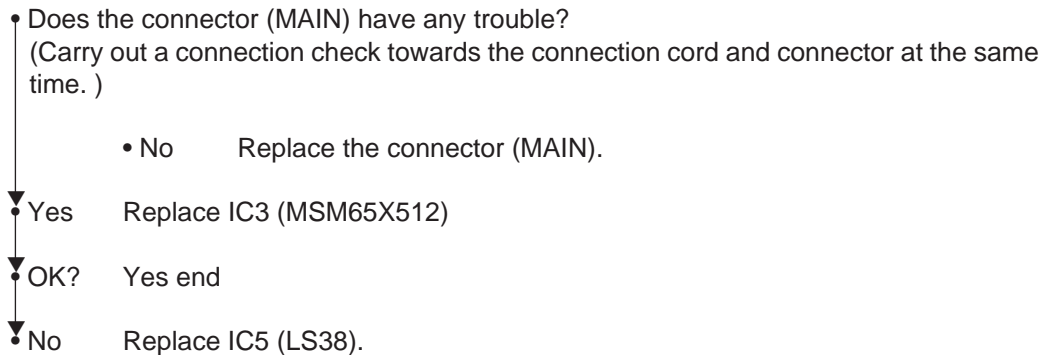 • Does the connector (MAIN) have any trouble?
(Carry out a connection check towards the connection cord and connector at the same
time. )
• No Replace the connector (MAIN).
• Yes Replace IC3 (MSM65X512)
• OK? Yes end
• No Replace IC5 (LS38).